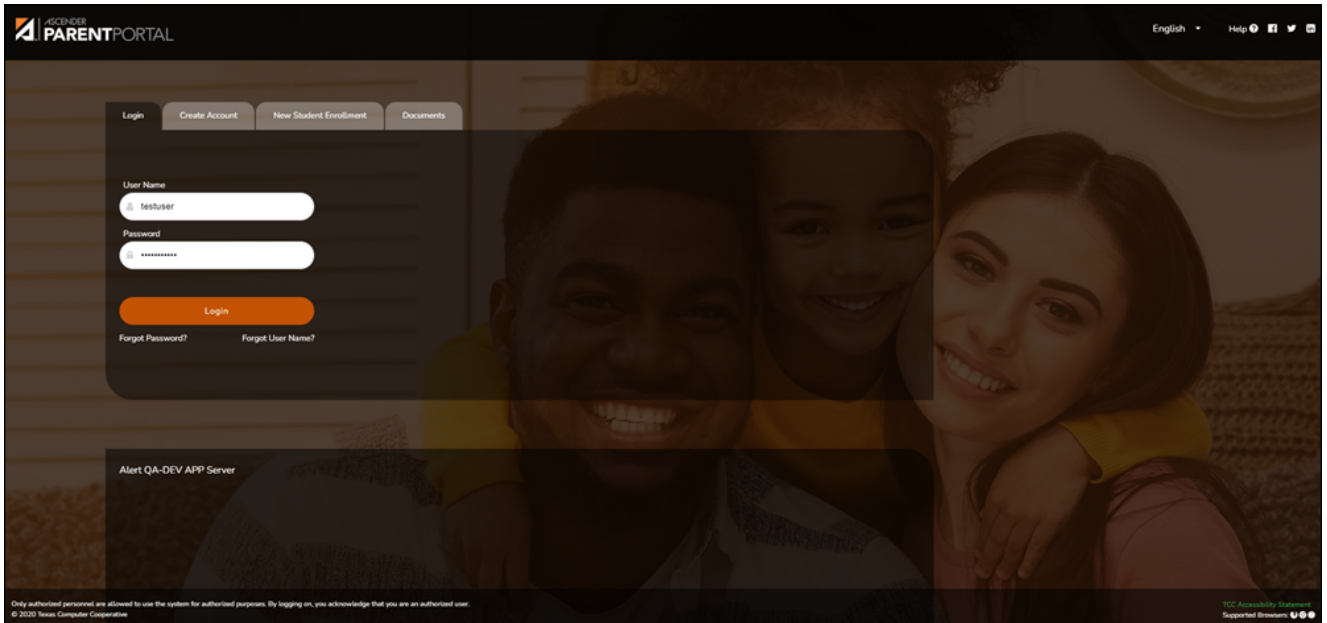 ASCENDER
PARENTPORTAL
English
Help
Login
Create Account
New Student Enrollment
Documents
User Name
testuser
Password
Login
Forgot Password?
Forgot User Name?
Alert QA-DEV APP Server
Only authorized personnel are allowed to use the system for authorized purposes. By logging on, you acknowledge that you are an authorized user.
© 2020 Texas Computer Cooperative
TCC Accessibility Statement
Supported Browsers: